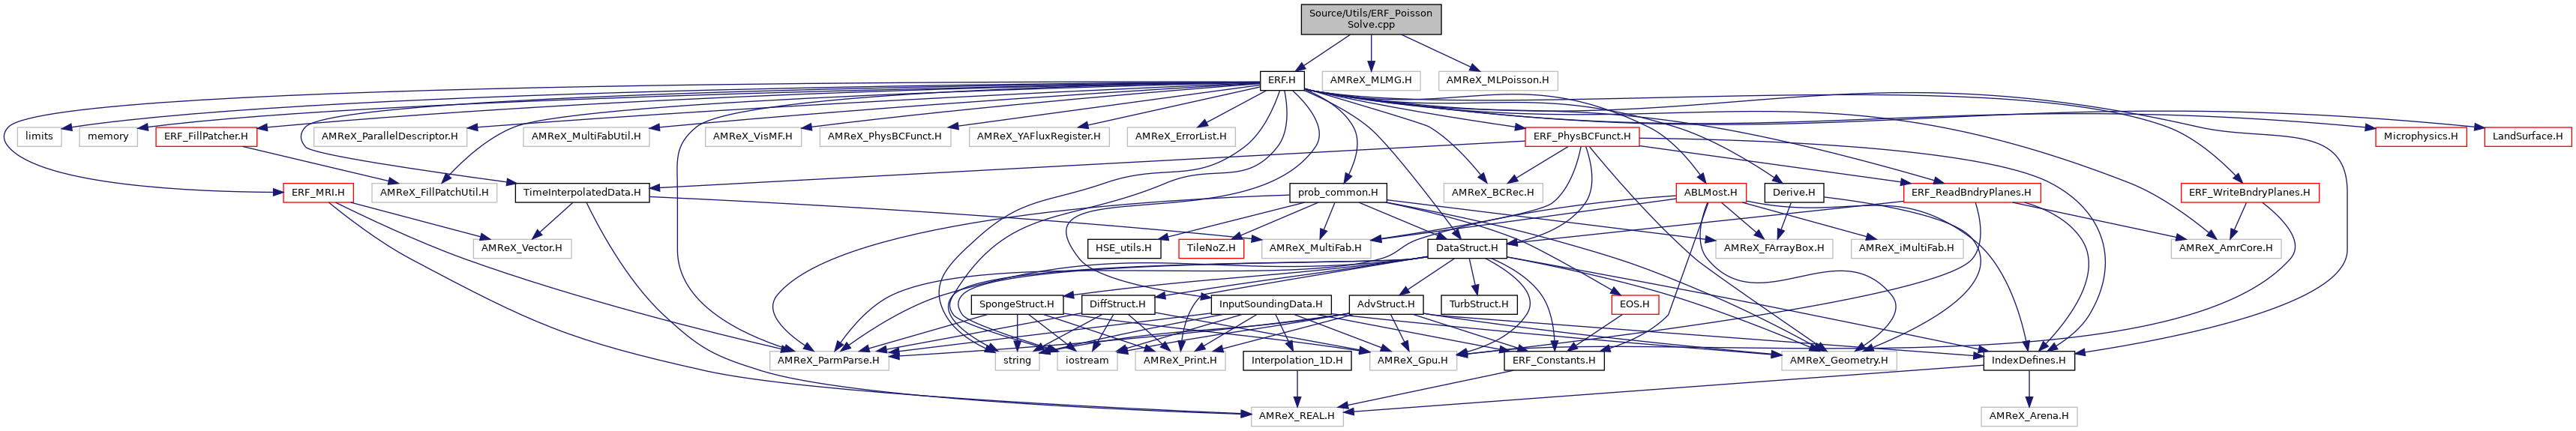 Source/Utils/ERF_Poisson
Solve.cpp
ERF.H
AMReX_MLMG.H
AMReX_MLPoisson.H
limits
memory
ERF_FillPatcher.H
AMReX_ParallelDescriptor.H
AMReX_MultiFabUtil.H
AMReX_VisMF.H
AMReX_PhysBCFunct.H
AMReX_YAFluxRegister.H
AMReX_ErrorList.H
ERF_PhysBCFunct.H
Microphysics.H
LandSurface.H
ERF_MRI.H
AMReX_FillPatchUtil.H
TimeInterpolatedData.H
prob_common.H
AMReX_BCRec.H
ABLMost.H
Derive.H
ERF_ReadBndryPlanes.H
ERF_WriteBndryPlanes.H
AMReX_Vector.H
HSE_utils.H
TileNoZ.H
AMReX_MultiFab.H
DataStruct.H
AMReX_FArrayBox.H
AMReX_iMultiFab.H
AMReX_AmrCore.H
SpongeStruct.H
DiffStruct.H
InputSoundingData.H
AdvStruct.H
TurbStruct.H
EOS.H
AMReX_ParmParse.H
string
iostream
AMReX_Print.H
Interpolation_1D.H
AMReX_Gpu.H
ERF_Constants.H
AMReX_Geometry.H
IndexDefines.H
AMReX_REAL.H
AMReX_Arena.H